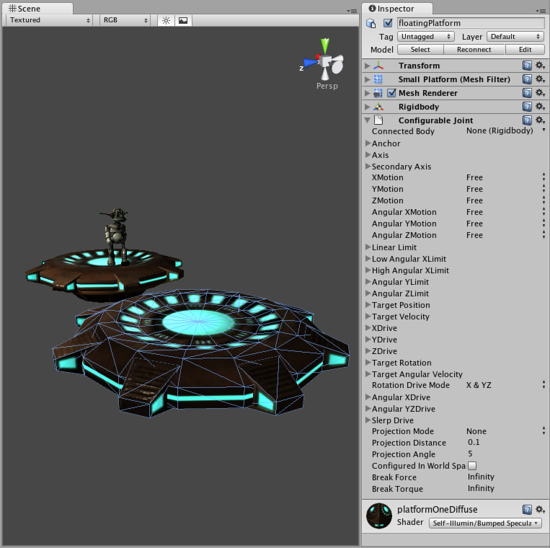 Scene
Textured RGB
y
z
Persp
Inspector
floatingPlatform
Tag Untagged Layer Default
Model Select Reconnect Edit
Transform
Small Platform (Mesh Filter)
Mesh Renderer
Rigidbody
Configurable Joint
Connected Body None (Rigidbody)
Anchor
Axis
Secondary Axis
XMotion Free
YMotion Free
ZMotion Free
Angular XMotion Free
Angular YMotion Free
Angular ZMotion Free
Linear Limit
Low Angular XLimit
High Angular XLimit
Angular YLimit
Angular ZLimit
Target Position
Target Velocity
XDrive
YDrive
ZDrive
Target Rotation
Target Angular Velocity
Rotation Drive Mode X & YZ
Angular XDrive
Angular YZDrive
Slerp Drive
Projection Mode None
Projection Distance 0.1
Projection Angle 5
Configured In World Spa
Break Force Infinity
Break Torque Infinity
platformOneDiffuse
Shader Self-Illumin/Bumped Specula